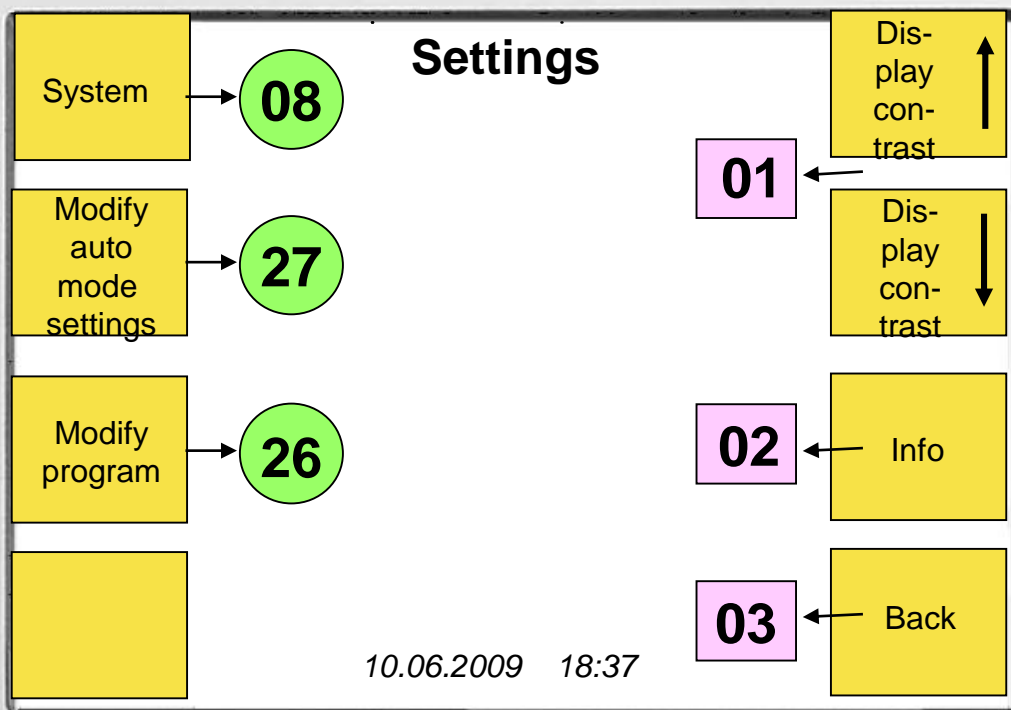 Settings
System
08
Modify
auto
mode
settings
27
Modify
program
26
Dis-
play
con-
trast
01
Dis-
play
con-
trast
02
Info
03
Back
10.06.2009 18:37